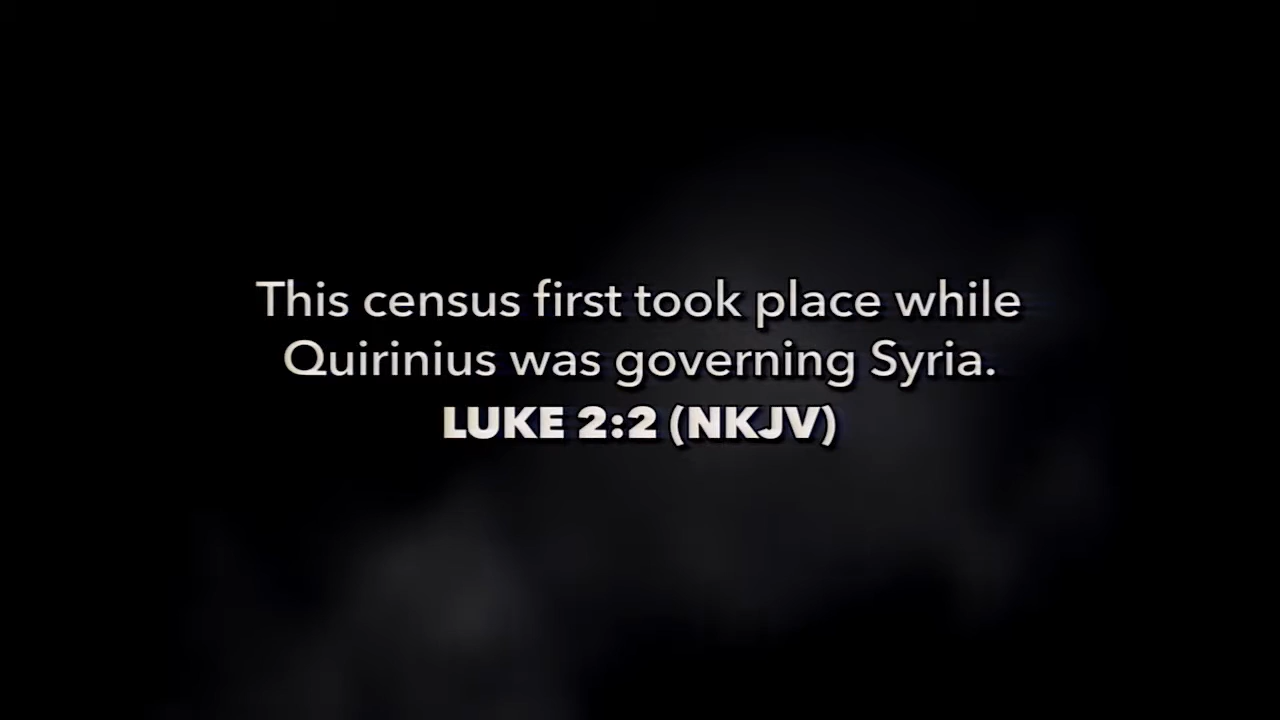 This census first took place while
Quirinius was governing Syria.
LUKE 2:2 (NKJV)